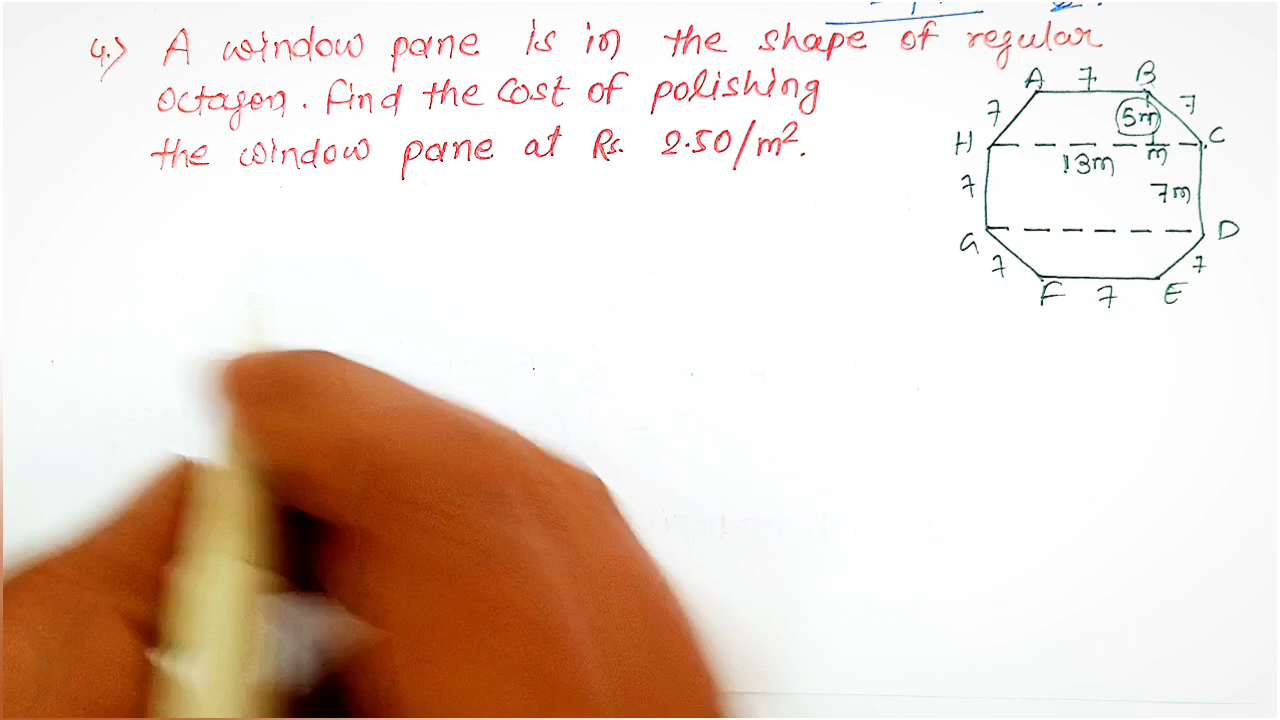 4.) A window pane is in the shape of regular
octagon. Find the cost of polishing
the window pane at Rs. 2.50/m².
A 7 B
7 5m 7
H 13m m C
7 7m
G D
7 7
F 7 E